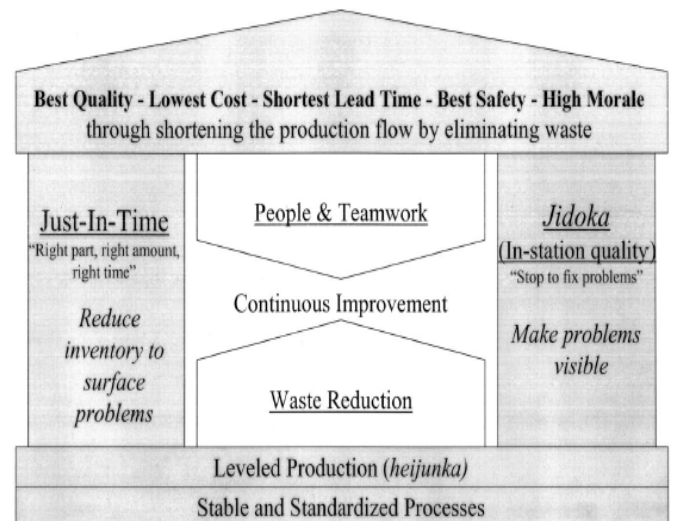 Best Quality - Lowest Cost - Shortest Lead Time - Best Safety - High Morale
through shortening the production flow by eliminating waste
Just-In-Time
“Right part, right amount,
right time”
Reduce
inventory to
surface
problems
People & Teamwork
Continuous Improvement
Waste Reduction
Jidoka
(In-station quality)
“Stop to fix problems”
Make problems
visible
Leveled Production (heijunka)
Stable and Standardized Processes